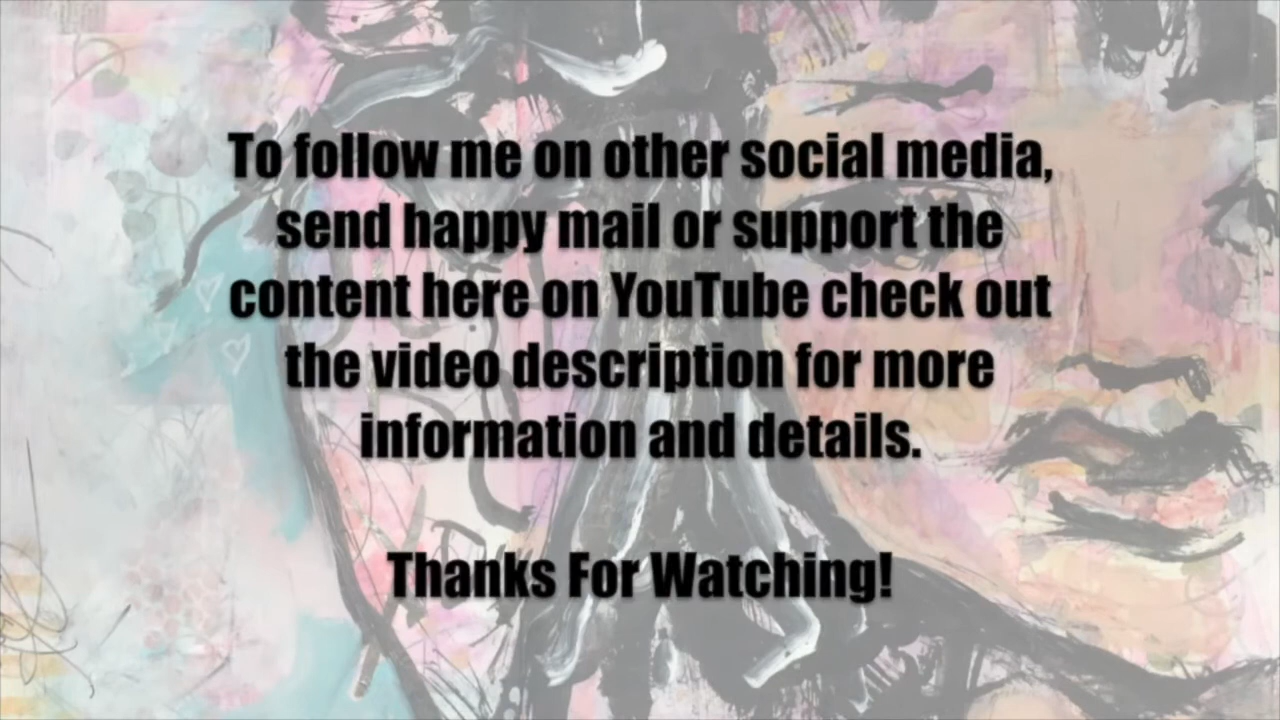 To follow me on other social media,
send happy mail or support the
content here on YouTube check out
the video description for more
information and details.
Thanks For Watching!